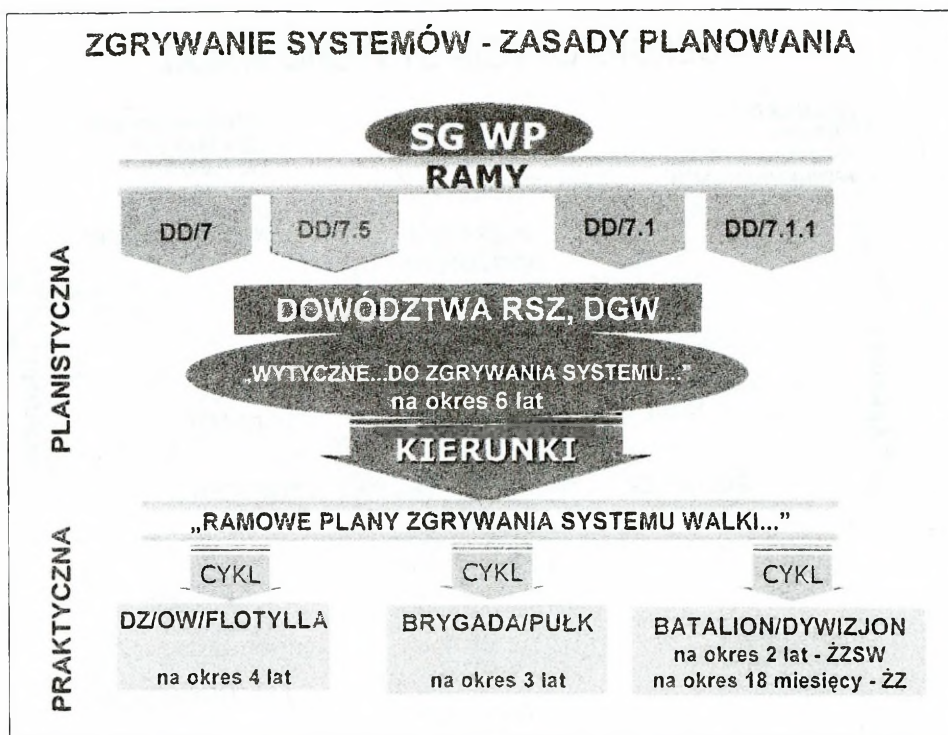 ZGRYWANIE SYSTEMÓW - ZASADY PLANOWANIA
SG WP
RAMY
DD/7
DD/7.5
DD/7.1
DD/7.1.1
PLANISTYCZNA
DOWÓDZTWA RSZ, DGW
„WYTYCZNE...DO ZGRYWANIA SYSTEMU..."
na okres 6 lat
KIERUNKI
PRAKTYCZNA
„RAMOWE PLANY ZGRYWANIA SYSTEMU WALKI..."
CYKL
CYKL
CYKL
DZ/OW/FLOTYLLA
na okres 4 lat
BRYGADA/PUŁK
na okres 3 lat
BATALION/DYWIZJON
na okres 2 lat - ŻZSW
na okres 18 miesięcy - ŻZ